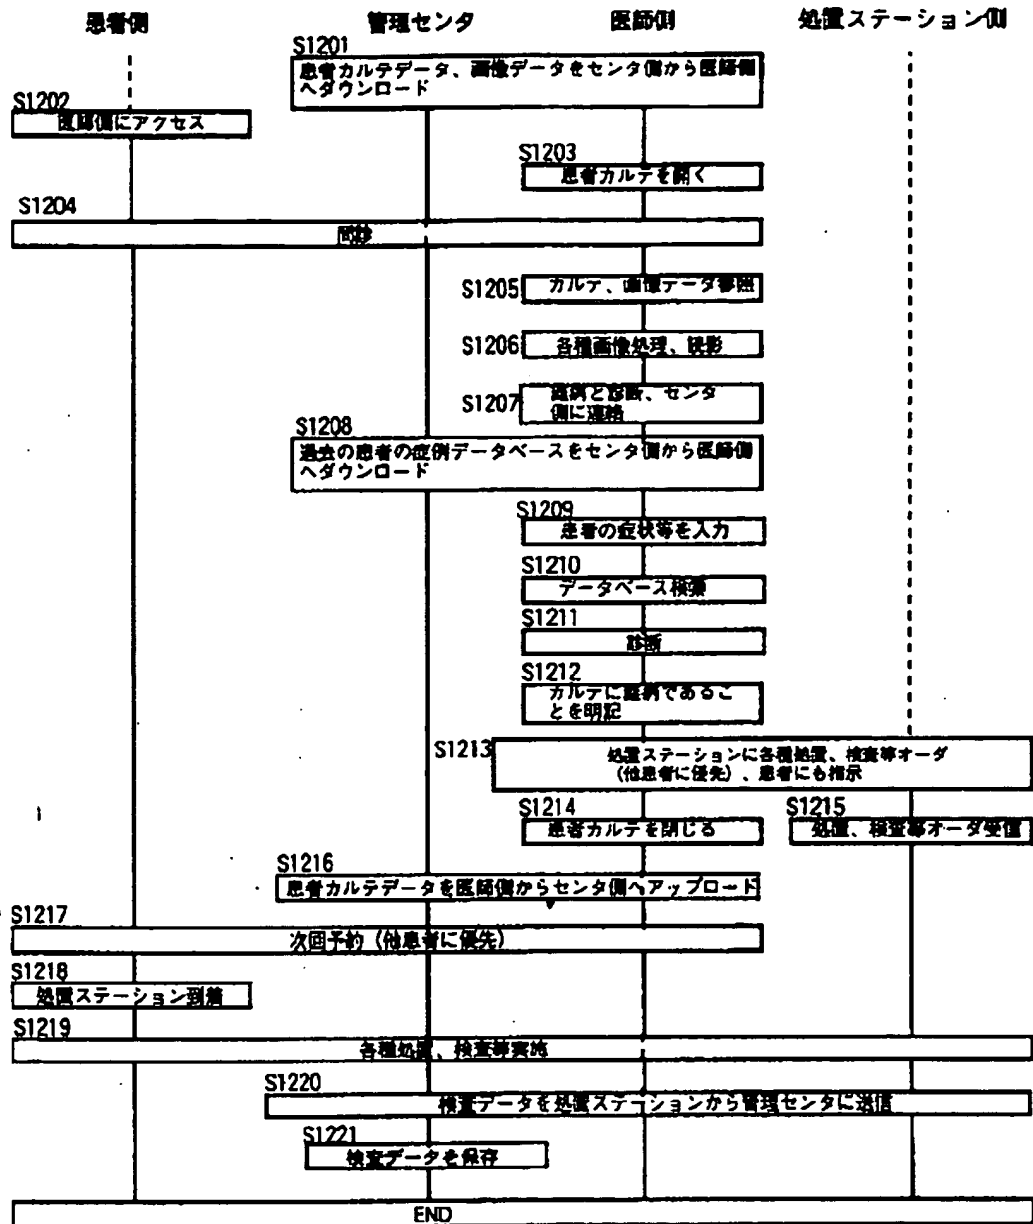 患者側 管理センタ 医師側 処置ステーション側
S1201
患者カルテデータ、画像データをセンタ側から医師側
へダウンロード
S1202
医師側にアクセス
S1203
患者カルテを開く
S1204
問診
S1205 カルテ、画像データ参照
S1206 各種画像処理、読影
S1207 難病と診断、センタ
側に連絡
S1208
過去の患者の症例データベースをセンタ側から医師側
へダウンロード
S1209
患者の症状等を入力
S1210
データベース検索
S1211
診断
S1212
カルテに難病であるこ
とを明記
S1213 処置ステーションに各種処置、検査等オーダ
(他患者に優先)、患者にも指示
S1214 S1215
患者カルテを閉じる 処置、検査等オーダ受信
S1216
患者カルテデータを医師側からセンタ側へアップロード
S1217
次回予約(他患者に優先)
S1218
処置ステーション到着
S1219
各種処置、検査等実施
S1220
検査データを処置ステーションから管理センタに送信
S1221
検査データを保存
END